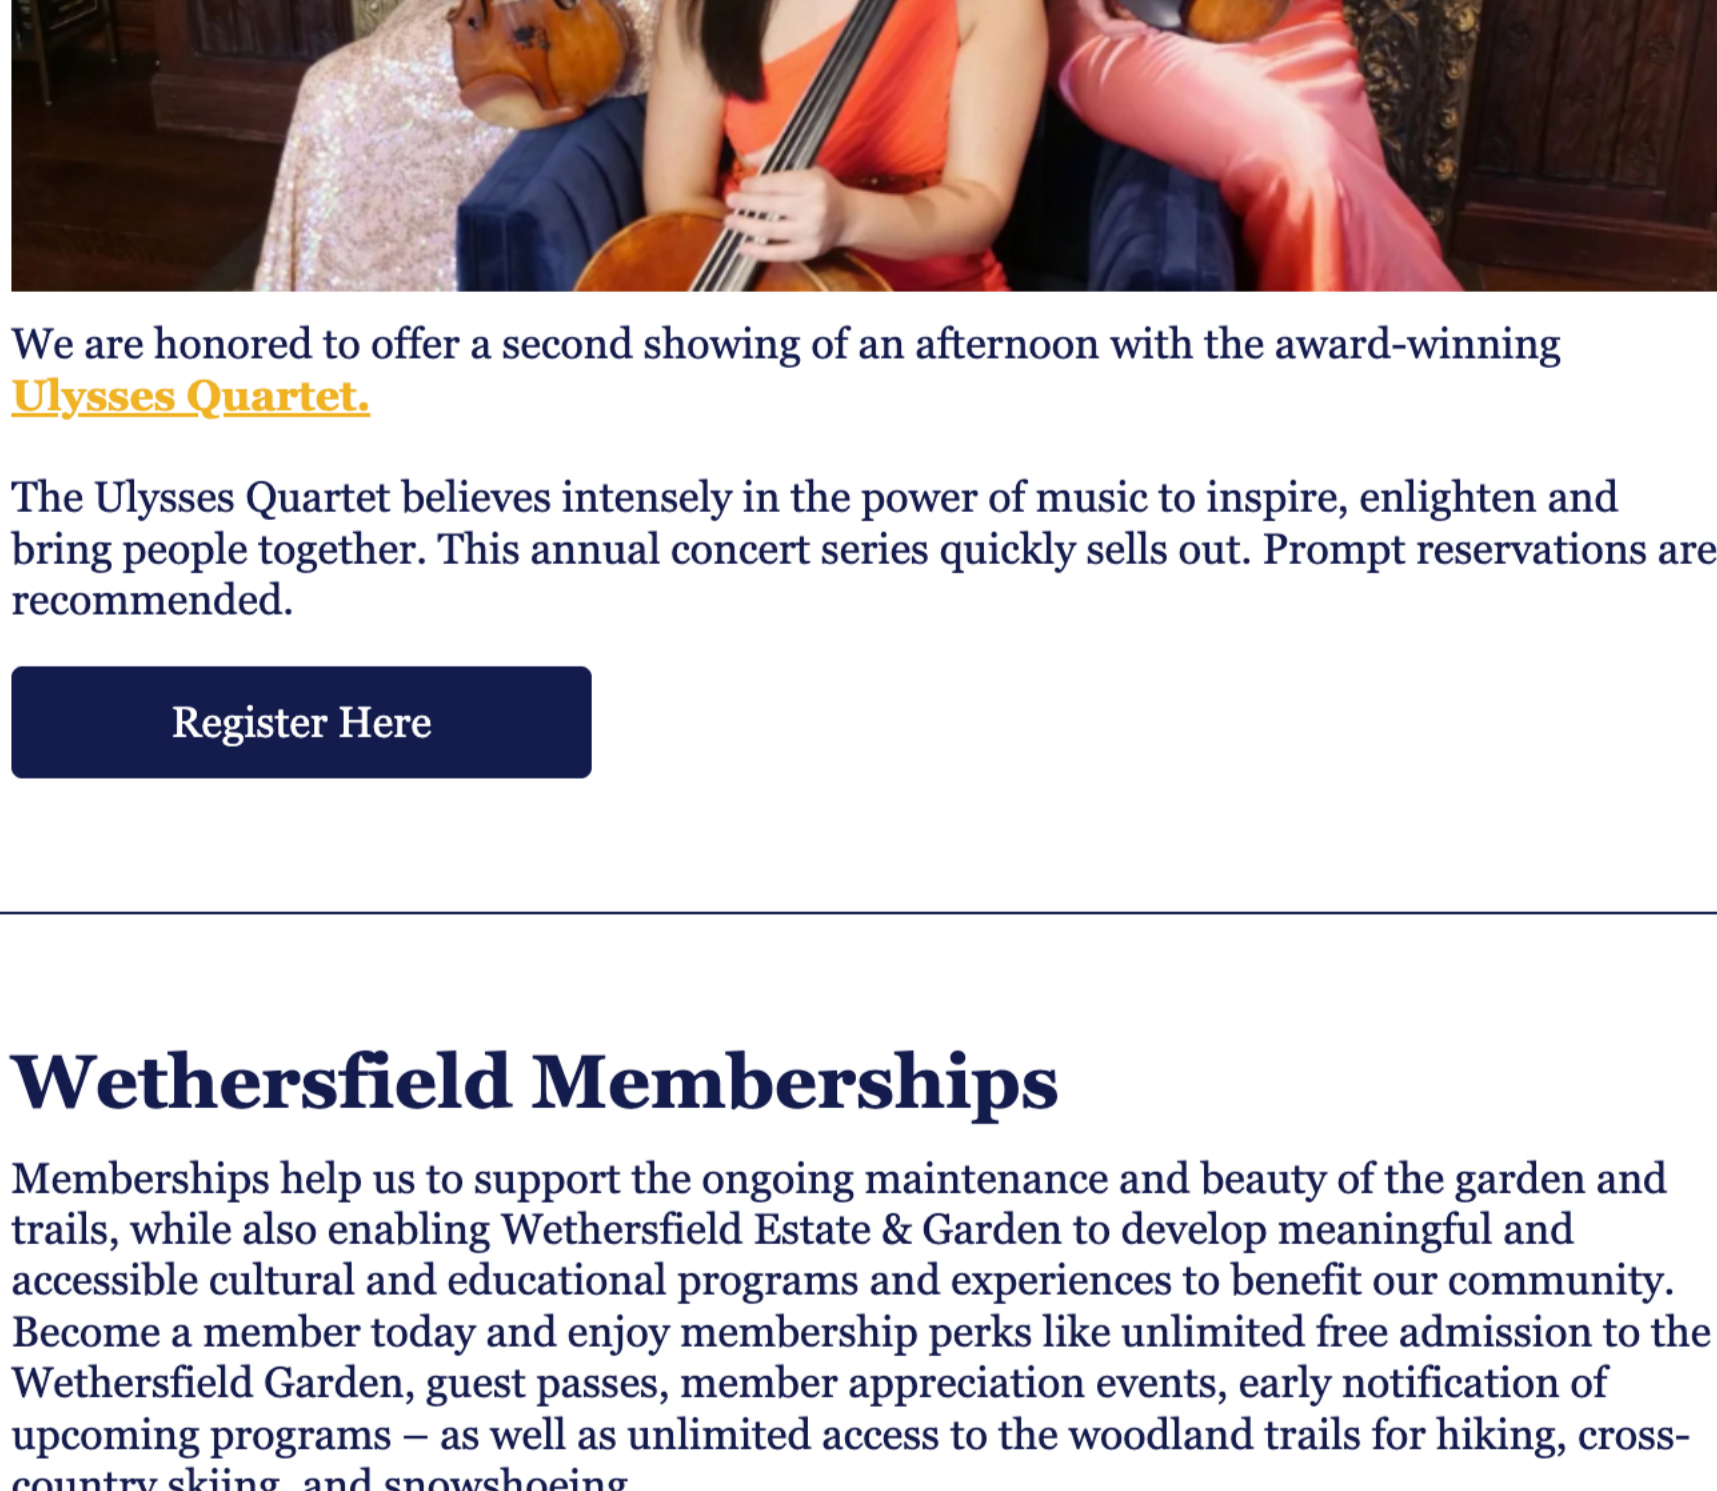 We are honored to offer a second showing of an afternoon with the award-winning
Ulysses Quartet.
The Ulysses Quartet believes intensely in the power of music to inspire, enlighten and
bring people together. This annual concert series quickly sells out. Prompt reservations are
recommended.
Register Here
Wethersfield Memberships
Memberships help us to support the ongoing maintenance and beauty of the garden and
trails, while also enabling Wethersfield Estate & Garden to develop meaningful and
accessible cultural and educational programs and experiences to benefit our community.
Become a member today and enjoy membership perks like unlimited free admission to the
Wethersfield Garden, guest passes, member appreciation events, early notification of
upcoming programs – as well as unlimited access to the woodland trails for hiking, cross-
country skiing, and snowshoeing